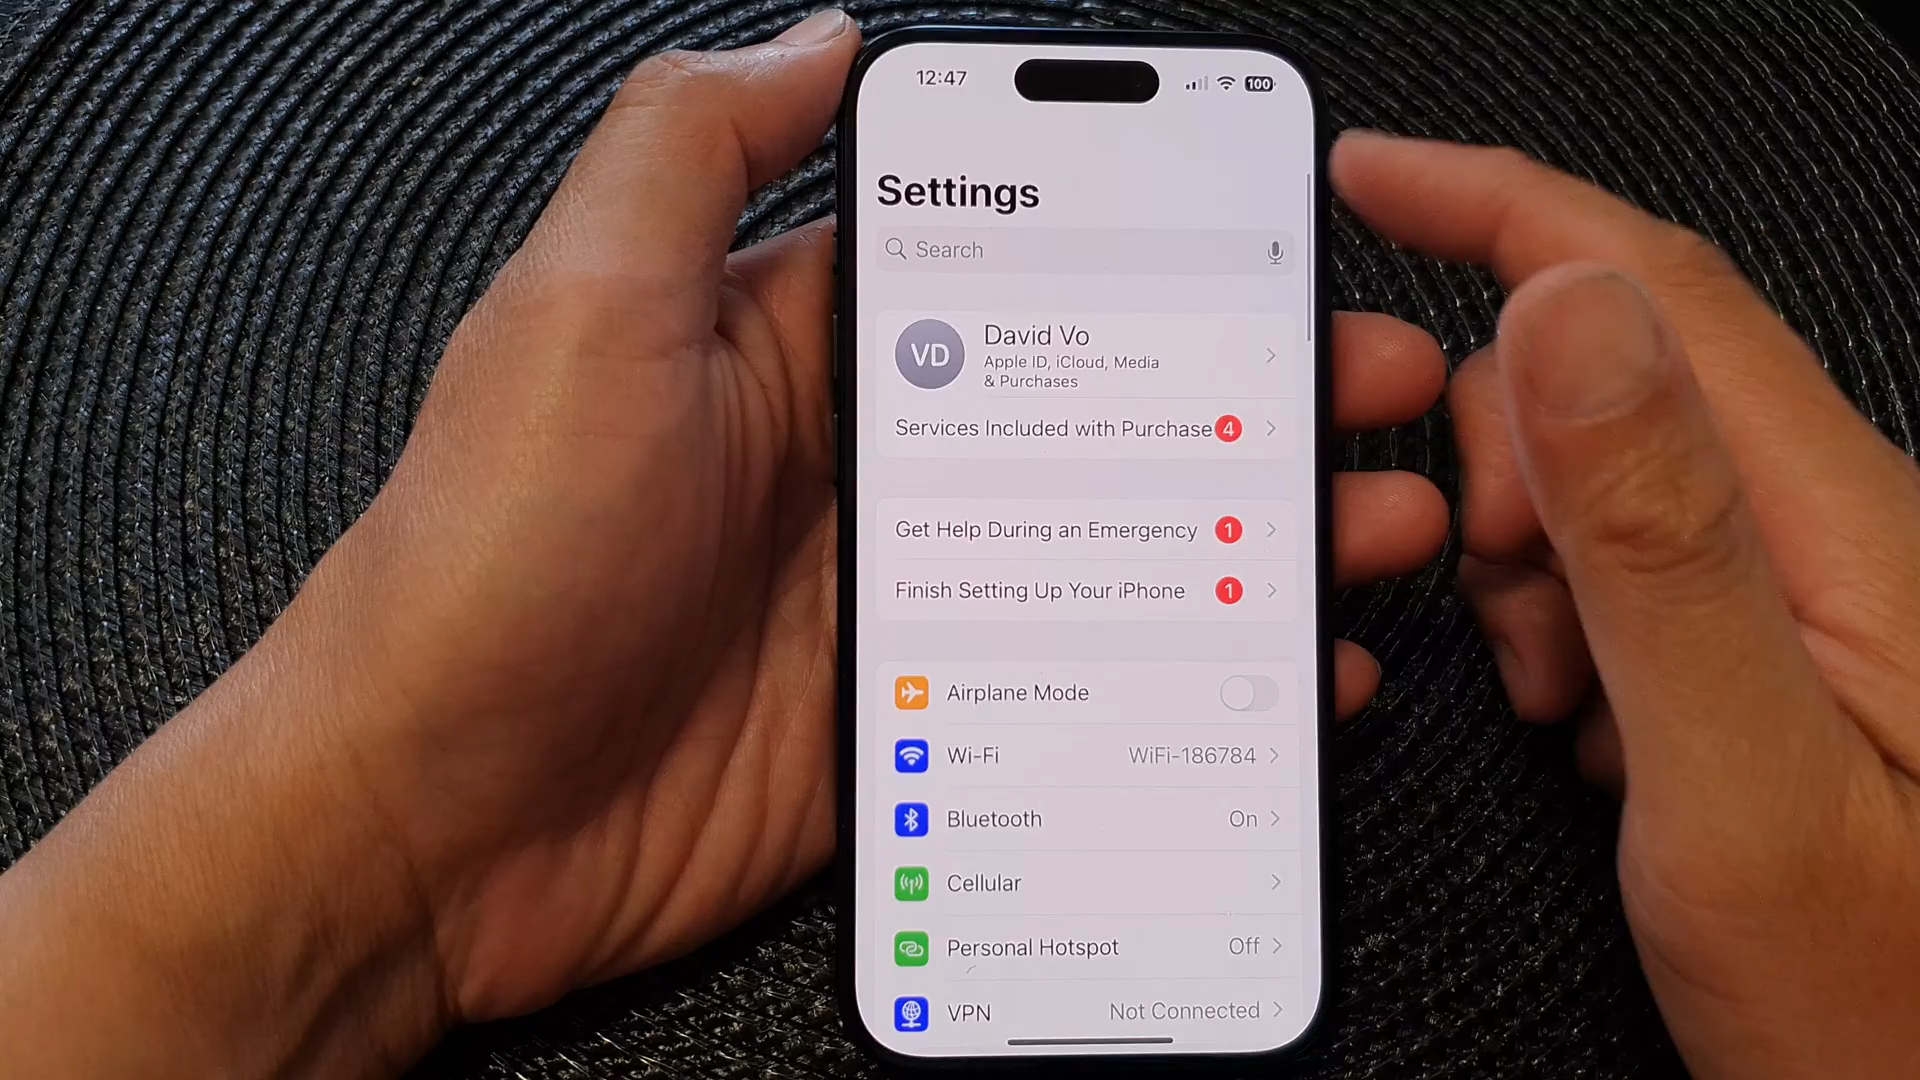 12:47
100
Settings
Search
VD
David Vo
Apple ID, iCloud, Media
& Purchases
Services Included with Purchase 4
Get Help During an Emergency 1
Finish Setting Up Your iPhone 1
Airplane Mode
Wi-Fi WiFi-186784
Bluetooth On
Cellular
Personal Hotspot Off
VPN Not Connected